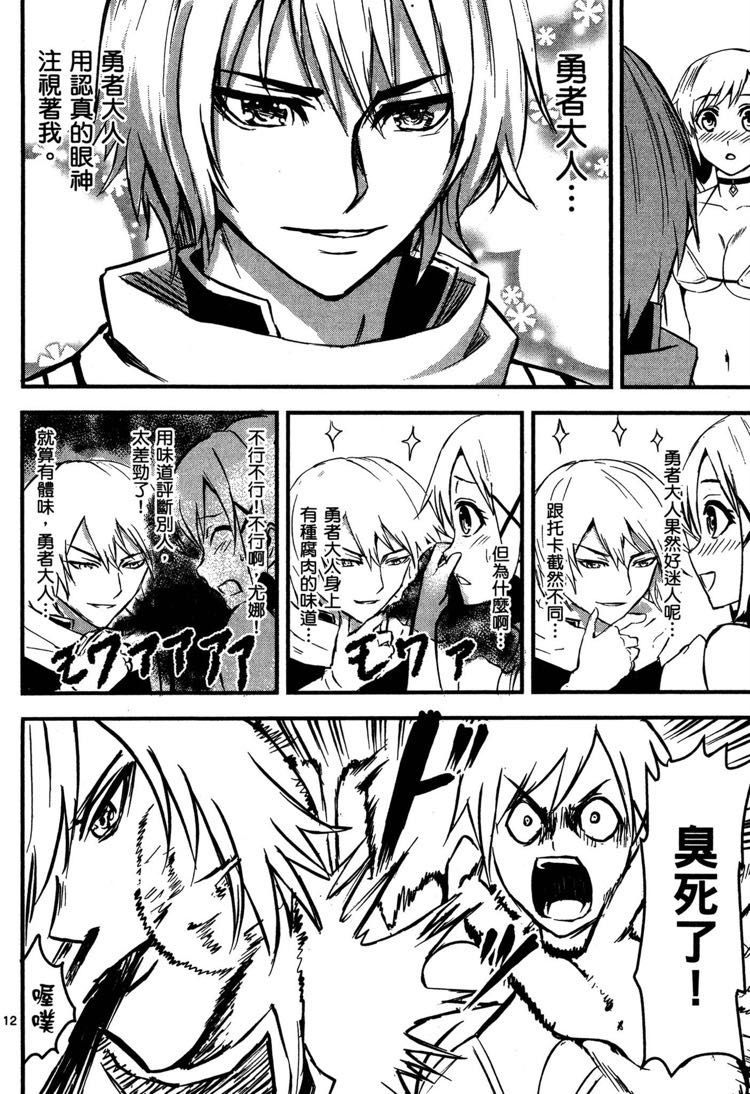 勇者大人…
勇者大人
用認真的眼神
注視著我。
勇者大人果然好迷人呢…
跟托卡截然不同…
但為什麼啊…
勇者大人身上
有種腐肉的味道…
モワァ
不行不行！不行啊，尤娜！
用味道評斷別人，
太差勁了！
就算有體味，勇者大人…
モワァアアア
臭死了！
ド
喔噗
12